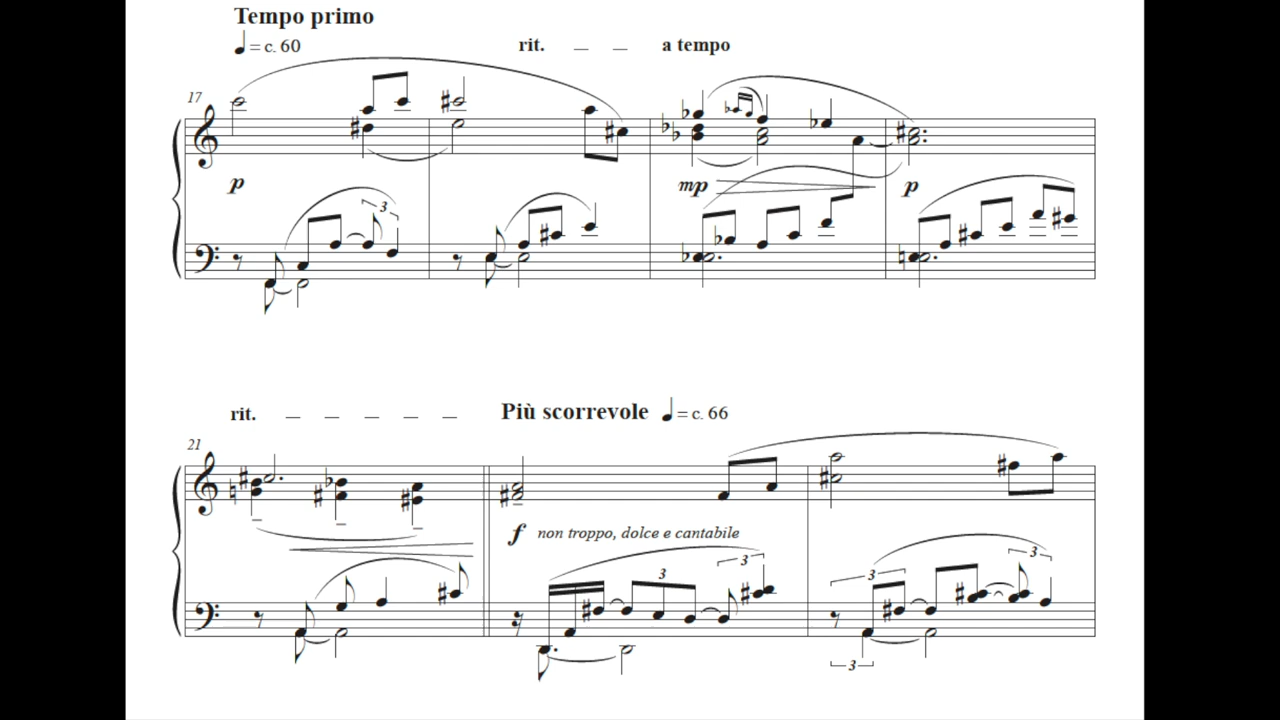 Tempo primo
♩ = c. 60
rit. _ _ a tempo
17
3
p
mp
p
rit. _ _ _ _ _ Più scorrevole ♩ = c. 66
21
f non troppo, dolce e cantabile
3
3
3
3
3